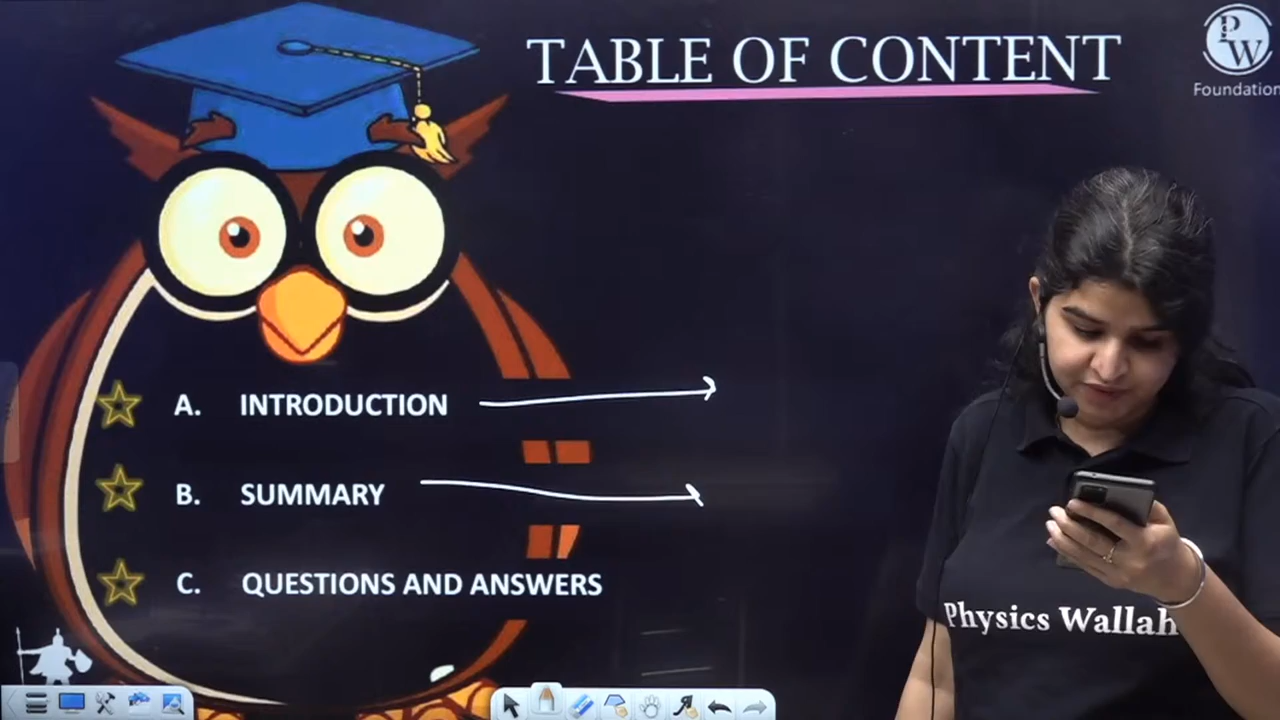 TABLE OF CONTENT
P
W
Foundation
A. INTRODUCTION
B. SUMMARY
C. QUESTIONS AND ANSWERS
Physics Wallah